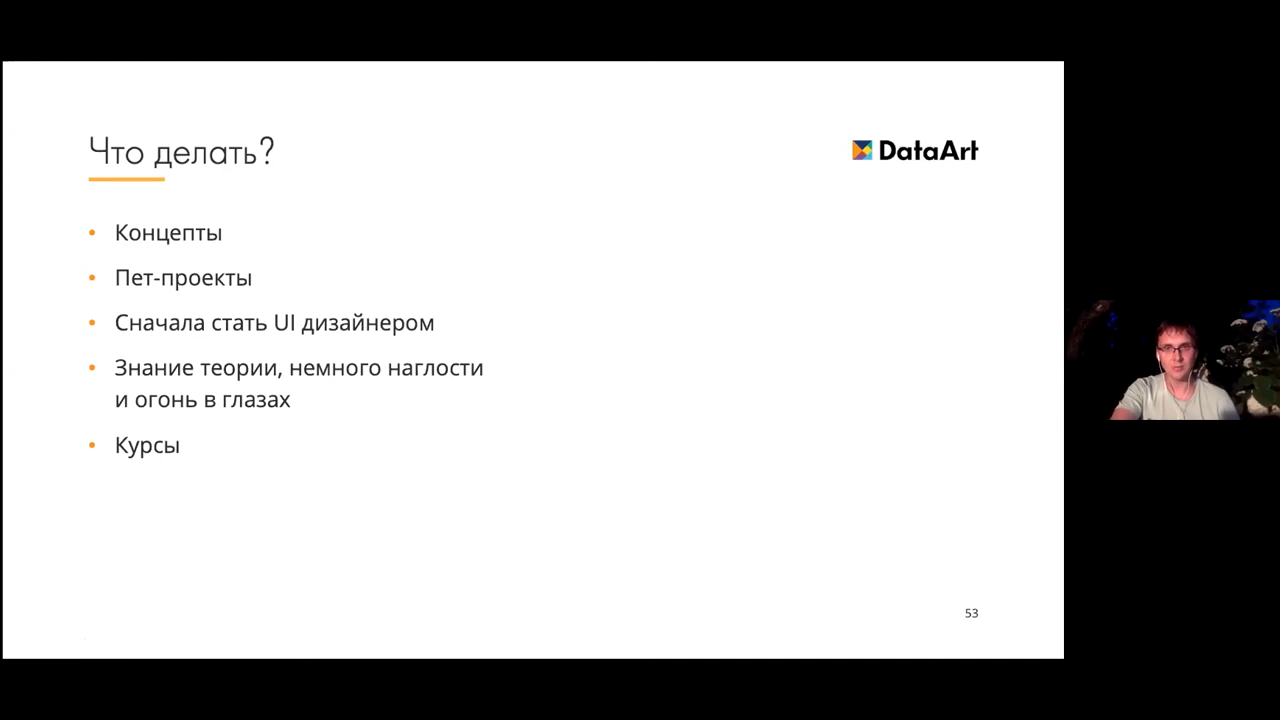 Что делать?
DataArt
Концепты
Пет-проекты
Сначала стать UI дизайнером
Знание теории, немного наглости
и огонь в глазах
Курсы
53